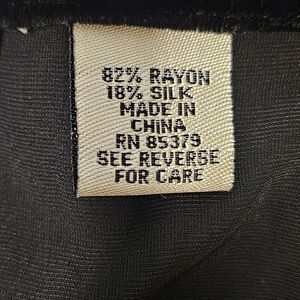 82% RAYON
18% SILK
MADE IN
CHINA
RN 85379
SEE REVERSE
FOR CARE